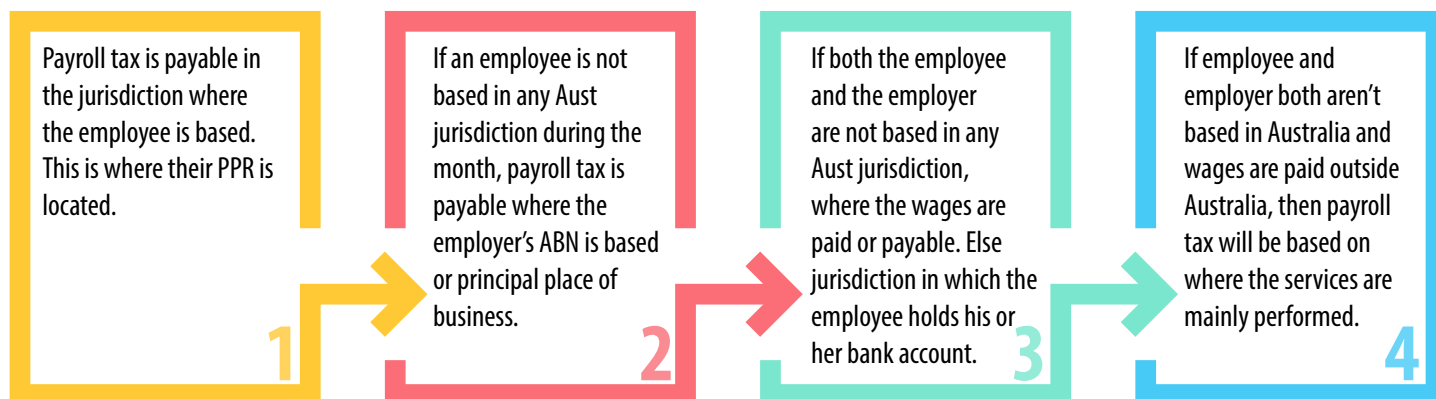 Payroll tax is payable in
the jurisdiction where
the employee is based.
This is where their PPR is
located.
1
If an employee is not
based in any Aust
jurisdiction during the
month, payroll tax is
payable where the
employer’s ABN is based
or principal place of
business.
2
If both the employee
and the employer
are not based in any
Aust jurisdiction,
where the wages are
paid or payable. Else
jurisdiction in which the
employee holds his or
her bank account.
3
If employee and
employer both aren’t
based in Australia and
wages are paid outside
Australia, then payroll
tax will be based on
where the services are
mainly performed.
4